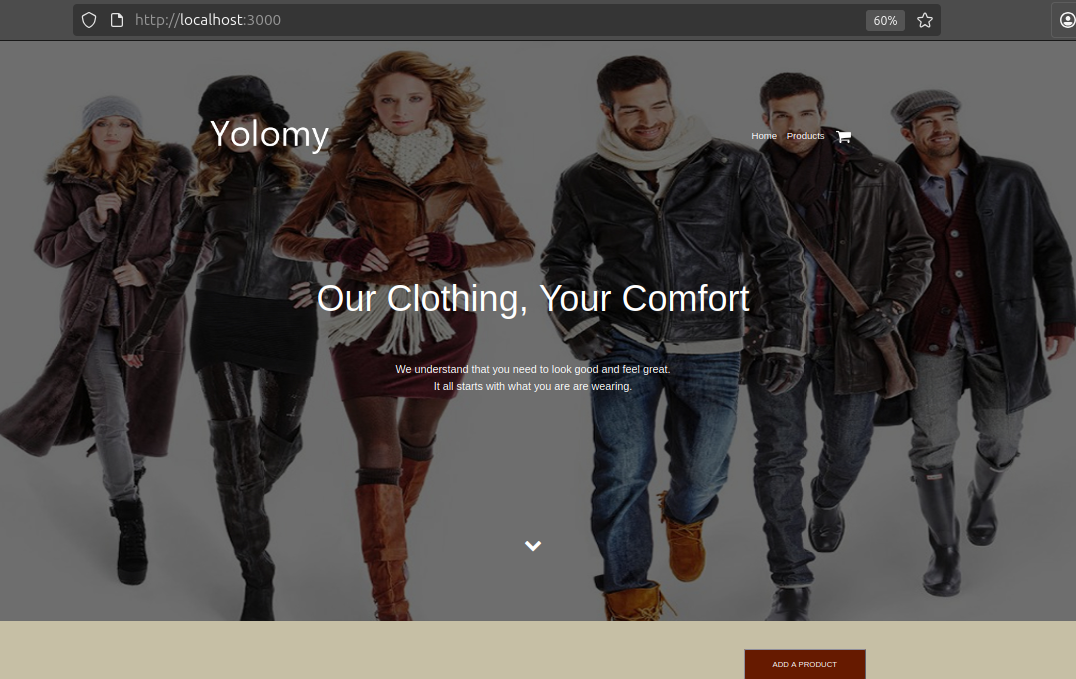 http://localhost:3000
60%
Yolomy
Home Products
Our Clothing, Your Comfort
We understand that you need to look good and feel great.
It all starts with what you are are wearing.
ADD A PRODUCT